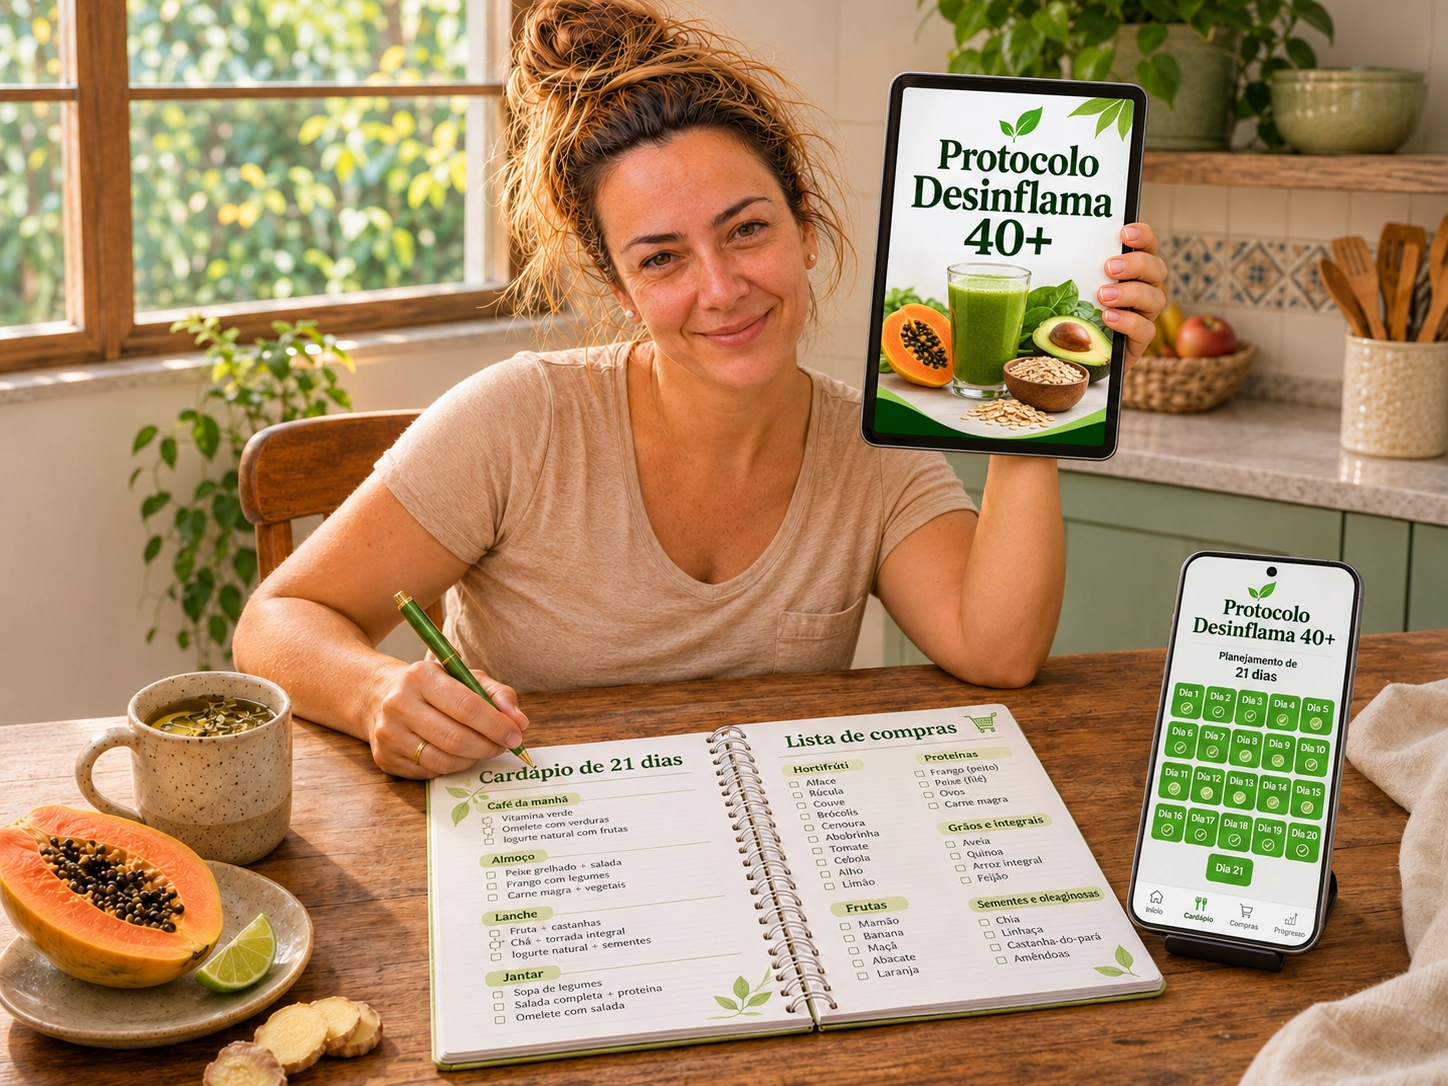 Protocolo
Desinflama
40+
Cardápio de 21 dias
Café da manhã
Vitamina verde
Omelete com verduras
Iogurte natural com frutas
Almoço
Peixe grelhado + salada
Frango com legumes
Carne magra + vegetais
Lanche
Fruta + castanhas
Chá + torrada integral
Iogurte natural + sementes
Jantar
Sopa de legumes
Salada completa + proteína
Omelete com salada
Lista de compras
Hortifrúti
Alface
Rúcula
Couve
Brócolis
Cenoura
Abobrinha
Tomate
Cebola
Alho
Limão
Frutas
Mamão
Banana
Maçã
Abacate
Laranja
Proteínas
Frango (peito)
Peixe (filé)
Ovos
Carne magra
Grãos e integrais
Aveia
Quinoa
Arroz integral
Feijão
Sementes e oleaginosas
Chia
Linhaça
Castanha-do-pará
Amêndoas
Protocolo
Desinflama 40+
Planejamento de
21 dias
Dia 1 Dia 2 Dia 3 Dia 4 Dia 5
Dia 6 Dia 7 Dia 8 Dia 9 Dia 10
Dia 11 Dia 12 Dia 13 Dia 14 Dia 15
Dia 16 Dia 17 Dia 18 Dia 19 Dia 20
Dia 21
Início Cardápio Compras Progresso